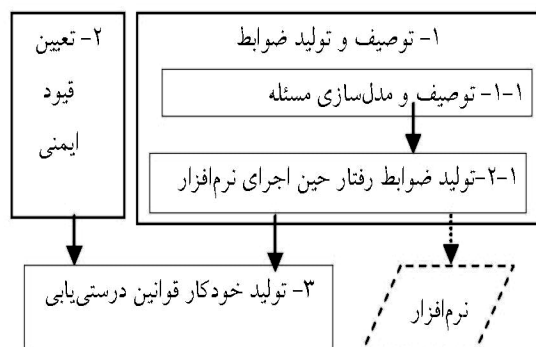 ۱- توصیف و تولید ضوابط
۱-۱- توصیف و مدل‌سازی مسئله
۱-۲-تولید ضوابط رفتار حین اجرای نرم‌افزار
۲- تعیین
قیود
ایمنی
۳- تولید خودکار قوانین درستی‌یابی
نرم‌افزار